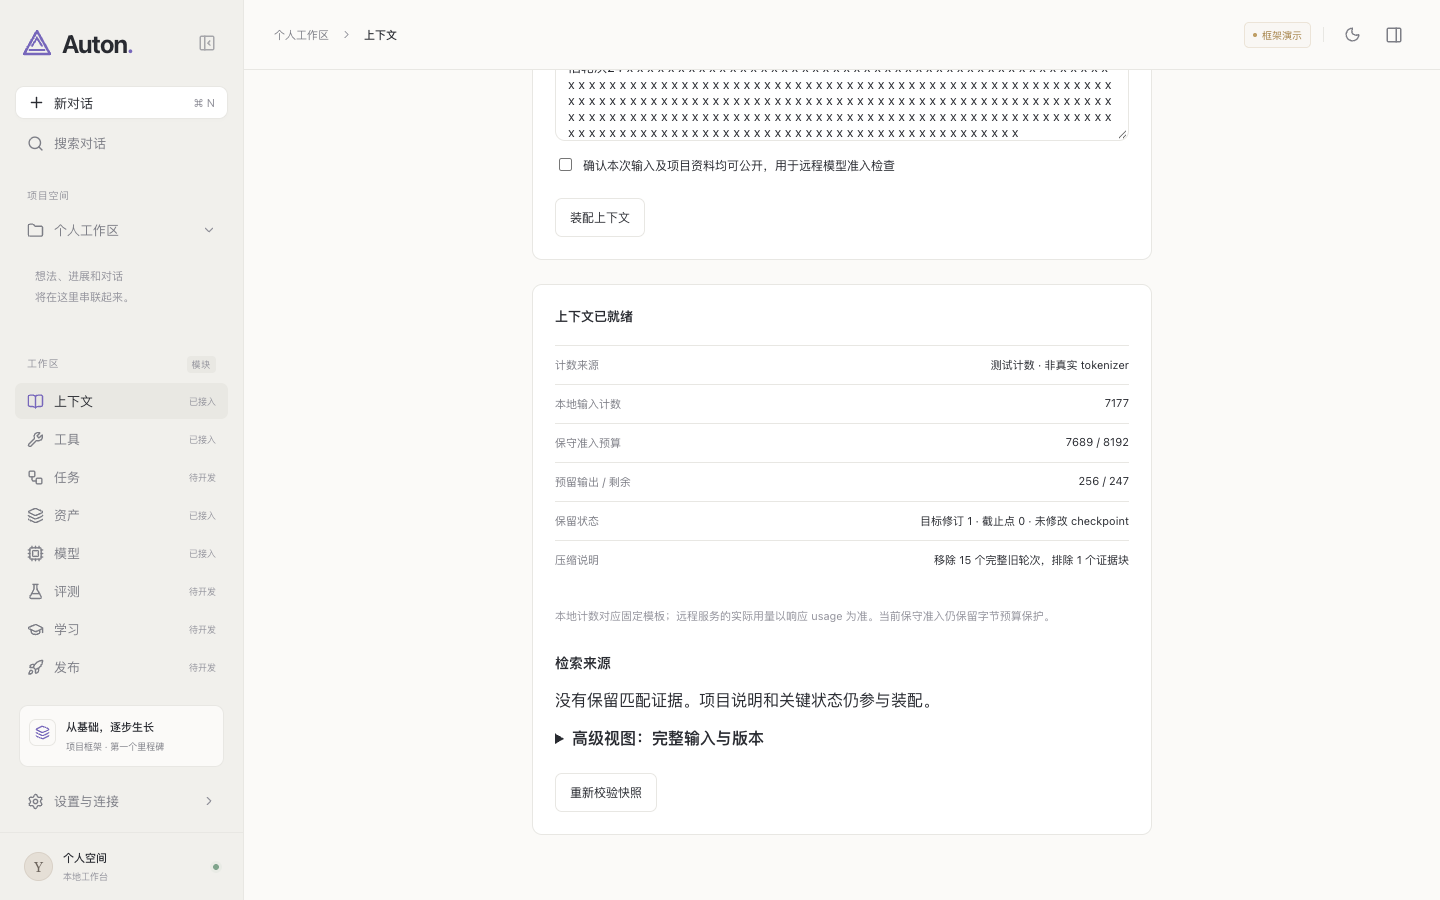 Auton.
新对话
⌘ N
搜索对话
项目空间
个人工作区
想法、进展和对话
将在这里串联起来。
工作区
模块
上下文
已接入
工具
已接入
任务
待开发
资产
已接入
模型
已接入
评测
待开发
学习
待开发
发布
待开发
从基础，逐步生长
项目框架 · 第一个里程碑
设置与连接
Y
个人空间
本地工作台
个人工作区
上下文
框架演示
x x x x x x x x x x x x x x x x x x x x x x x x x x x x x x x x x x x x x x x x x x x x x x x x x x x x x
x x x x x x x x x x x x x x x x x x x x x x x x x x x x x x x x x x x x x x x x x x x x x x x x x x x x x
x x x x x x x x x x x x x x x x x x x x x x x x x x x x x x x x x x x x x x x x x x x x x x x x x x x x x
x x x x x x x x x x x x x x x x x x x x x x x x x x x x x x x x x x x x x x x x x x x x
确认本次输入及项目资料均可公开，用于远程模型准入检查
装配上下文
上下文已就绪
计数来源
测试计数 · 非真实 tokenizer
本地输入计数
7177
保守准入预算
7689 / 8192
预留输出 / 剩余
256 / 247
保留状态
目标修订 1 · 截止点 0 · 未修改 checkpoint
压缩说明
移除 15 个完整旧轮次，排除 1 个证据块
本地计数对应固定模板；远程服务的实际用量以响应 usage 为准。当前保守准入仍保留字节预算保护。
检索来源
没有保留匹配证据。项目说明和关键状态仍参与装配。
高级视图：完整输入与版本
重新校验快照